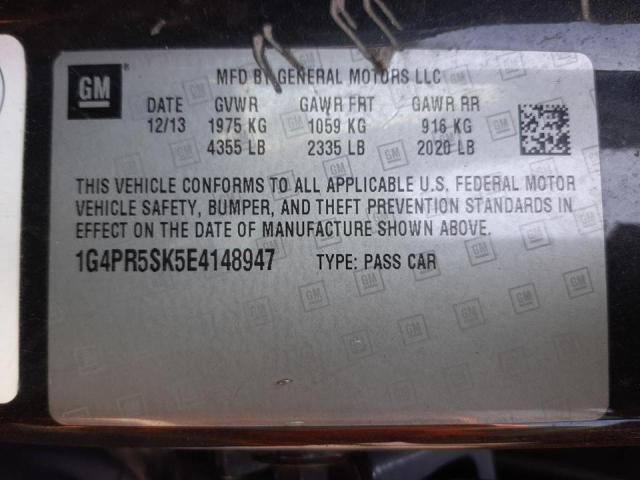 GM ® MFD BY GENERAL MOTORS LLC
DATE GVWR GAWR FRT GAWR RR
12/13 1975 KG 1059 KG 916 KG
4355 LB 2335 LB 2020 LB
THIS VEHICLE CONFORMS TO ALL APPLICABLE U.S. FEDERAL MOTOR
VEHICLE SAFETY, BUMPER, AND THEFT PREVENTION STANDARDS IN
EFFECT ON THE DATE OF MANUFACTURE SHOWN ABOVE.
1G4PR5SK5E4148947 TYPE: PASS CAR